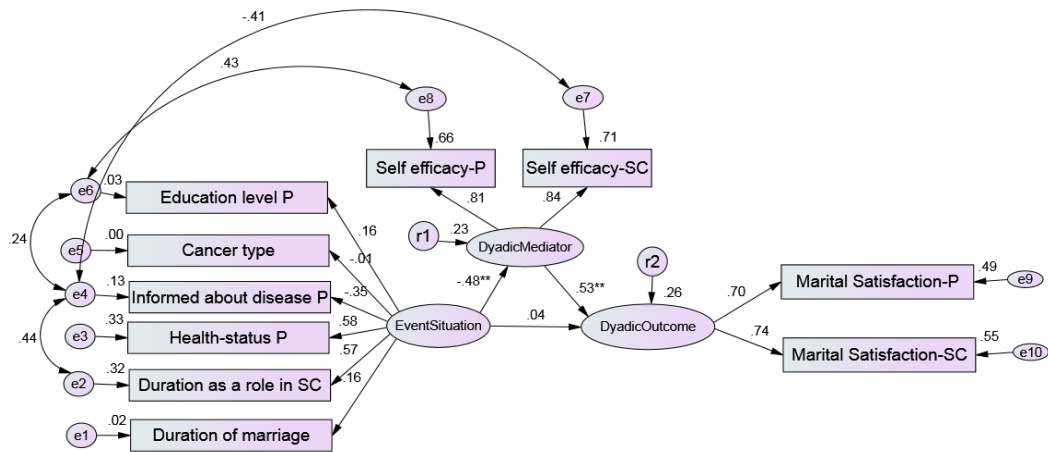 -.41
.43
e8
e7
.66
.71
Self efficacy-P
Self efficacy-SC
e6
.03
Education level P
.81
.84
.24
e5
.00
Cancer type
.16
r1
.23
DyadicMediator
r2
-.01
e4
.13
Informed about disease P
-.35
-.48**
.53**
.26
.70
Marital Satisfaction-P
.49
e9
e3
.33
Health-status P
.58
EventSituation
.04
DyadicOutcome
.44
.57
.74
Marital Satisfaction-SC
.55
e10
e2
.32
Duration as a role in SC
.16
e1
.02
Duration of marriage